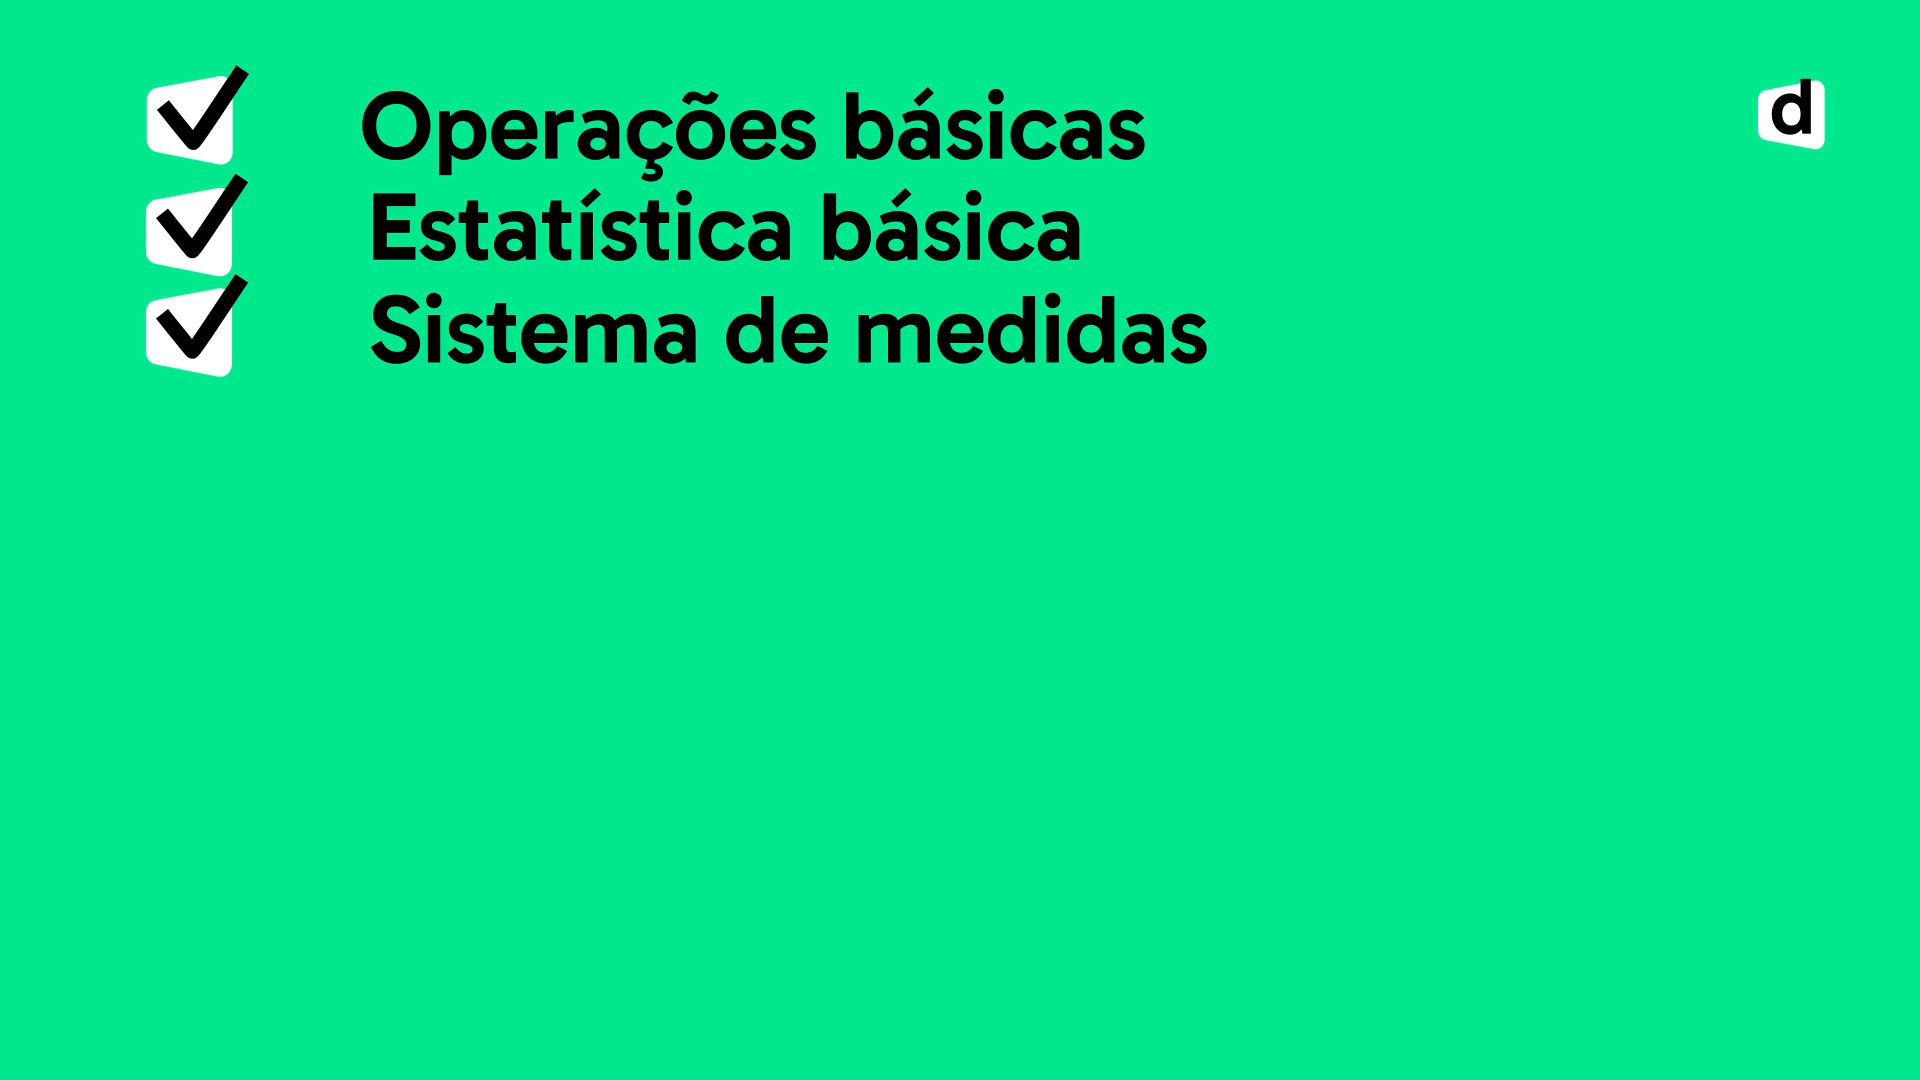 Operações básicas
d
Estatística básica
Sistema de medidas